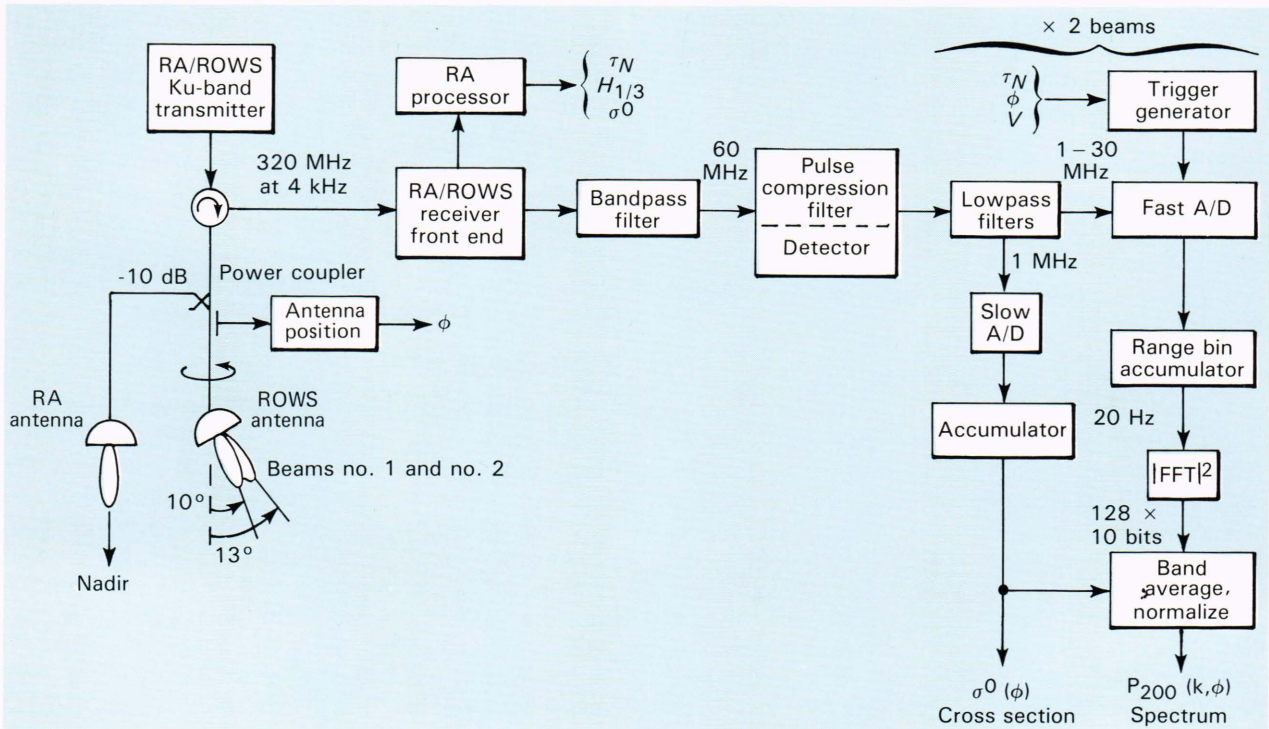 × 2 beams
RA/ROWS
Ku-band
transmitter
RA
processor
τN
H1/3
σ0
τN
φ
V
Trigger
generator
320 MHz
at 4 kHz
RA/ROWS
receiver
front end
Bandpass
filter
60
MHz
Pulse
compression
filter
Detector
Lowpass
filters
1 – 30
MHz
Fast A/D
-10 dB
Power coupler
Antenna
position
φ
1 MHz
Slow
A/D
Range bin
accumulator
RA
antenna
ROWS
antenna
Accumulator
20 Hz
Beams no. 1 and no. 2
|FFT|2
10°
13°
128 ×
10 bits
Nadir
Band
average,
normalize
σ0 (φ)
Cross section
P200 (k,φ)
Spectrum